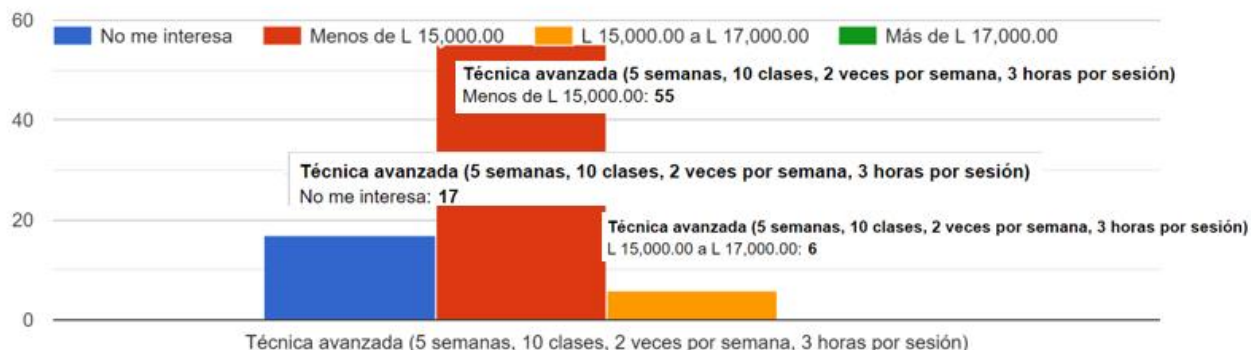 60
No me interesa Menos de L 15,000.00 L 15,000.00 a L 17,000.00 Más de L 17,000.00
Técnica avanzada (5 semanas, 10 clases, 2 veces por semana, 3 horas por sesión)
Menos de L 15,000.00: 55
40
Técnica avanzada (5 semanas, 10 clases, 2 veces por semana, 3 horas por sesión)
No me interesa: 17
20
Técnica avanzada (5 semanas, 10 clases, 2 veces por semana, 3 horas por sesión)
L 15,000.00 a L 17,000.00: 6
0
Técnica avanzada (5 semanas, 10 clases, 2 veces por semana, 3 horas por sesión)